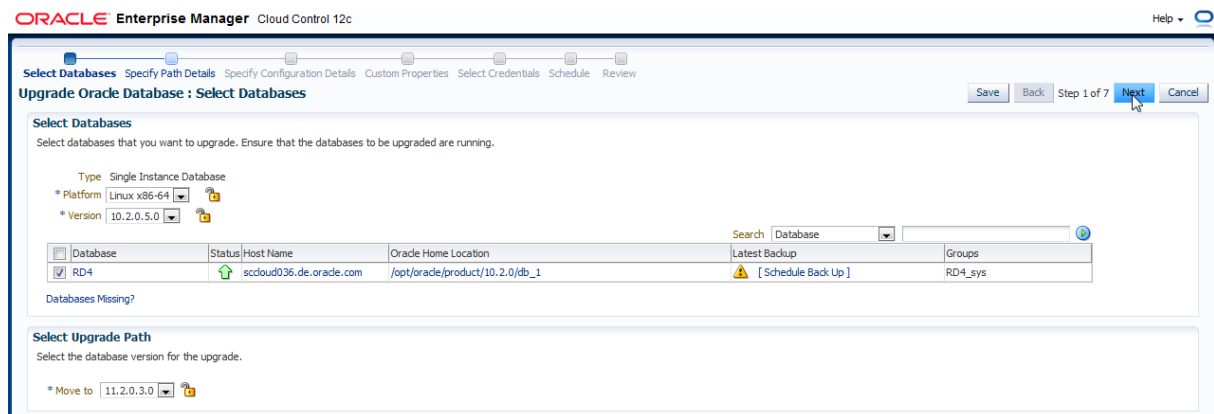 ORACLE Enterprise Manager Cloud Control 12c
Help
Select Databases Specify Path Details Specify Configuration Details Custom Properties Select Credentials Schedule Review
Upgrade Oracle Database : Select Databases
Save Back Step 1 of 7 Next Cancel
Select Databases
Select databases that you want to upgrade. Ensure that the databases to be upgraded are running.
Type Single Instance Database
* Platform Linux x86-64
* Version 10.2.0.5.0
Search Database
Database Status Host Name Oracle Home Location Latest Backup Groups
RD4 sccloud036.de.oracle.com /opt/oracle/product/10.2.0/db_1 [ Schedule Back Up ] RD4_sys
Databases Missing?
Select Upgrade Path
Select the database version for the upgrade.
* Move to 11.2.0.3.0